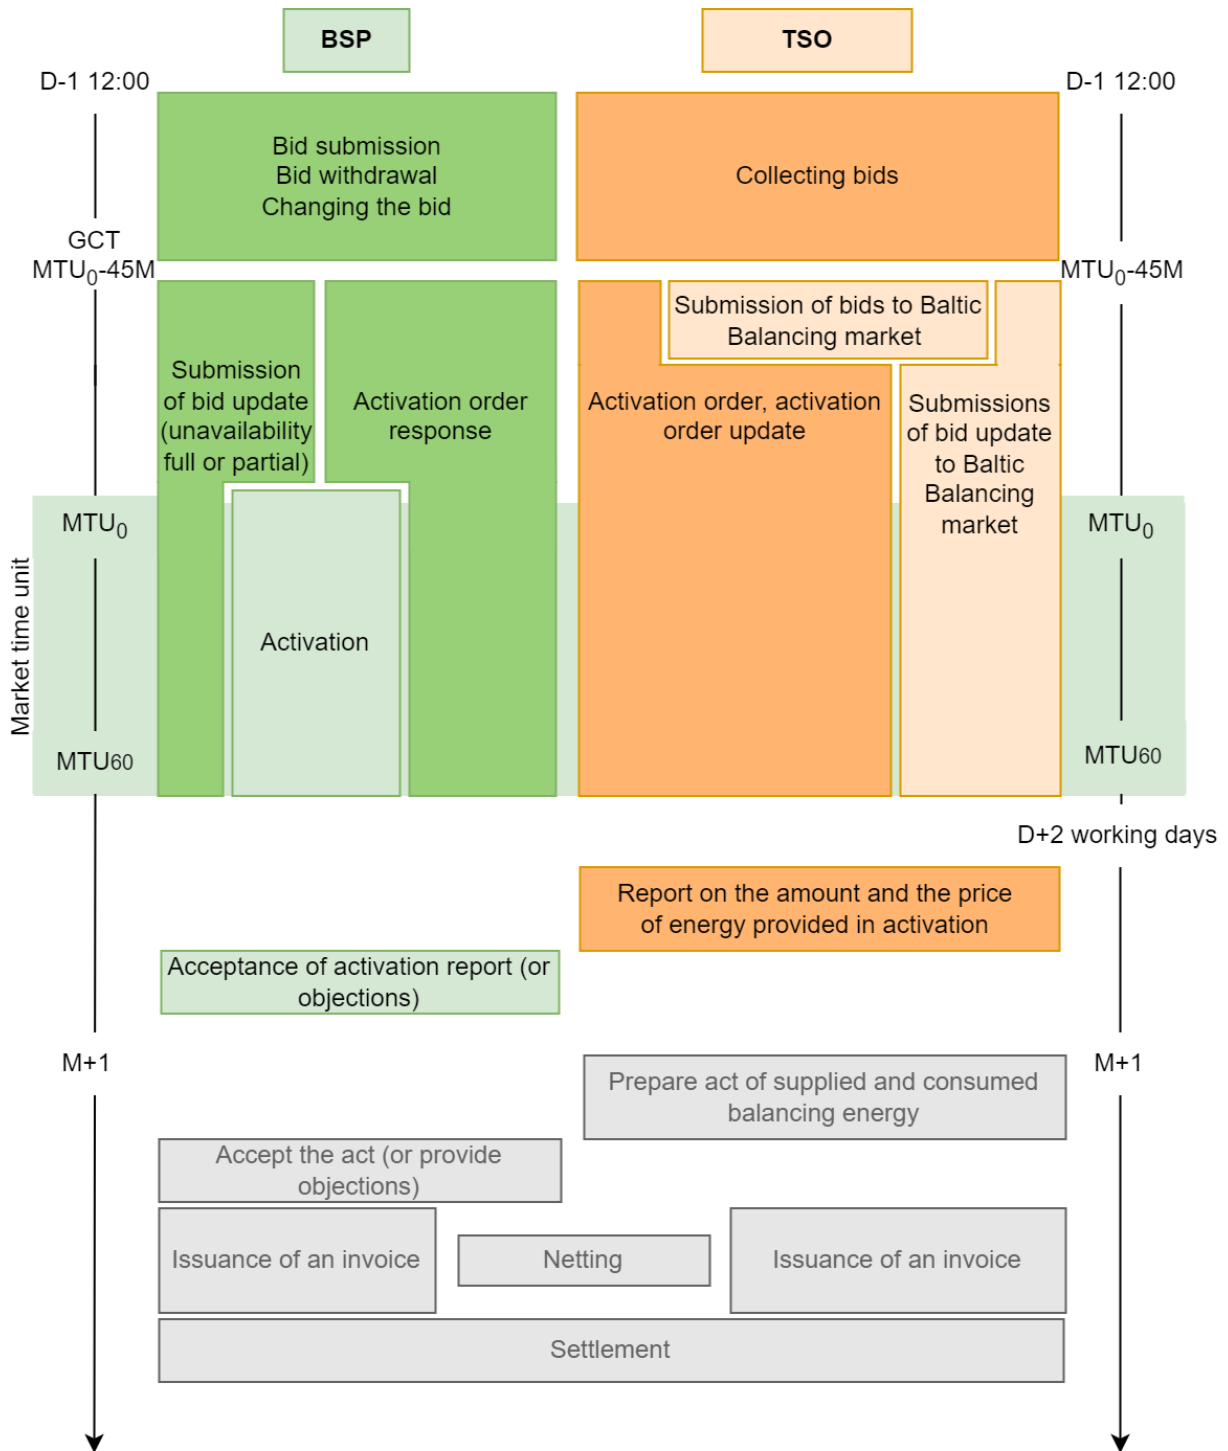 BSP
TSO
D-1 12:00
D-1 12:00
Bid submission
Bid withdrawal
Changing the bid
Collecting bids
GCT
MTU0-45M
MTU0-45M
Submission
of bid update
(unavailability
full or partial)
Activation order
response
Submission of bids to Baltic
Balancing market
Activation order, activation
order update
Submissions
of bid update
to Baltic
Balancing
market
Market time unit
MTU0
MTU0
Activation
MTU60
MTU60
D+2 working days
Report on the amount and the price
of energy provided in activation
Acceptance of activation report (or
objections)
M+1
M+1
Prepare act of supplied and consumed
balancing energy
Accept the act (or provide
objections)
Issuance of an invoice
Netting
Issuance of an invoice
Settlement